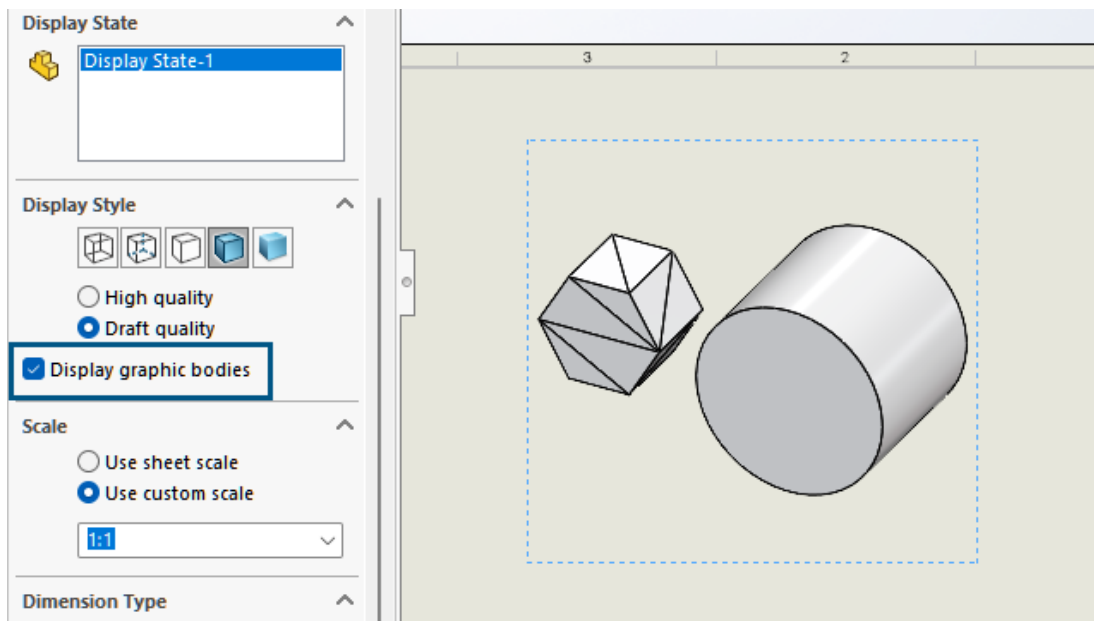 Display State
Display State-1
Display Style
High quality
Draft quality
Display graphic bodies
Scale
Use sheet scale
Use custom scale
1:1
Dimension Type
3 2